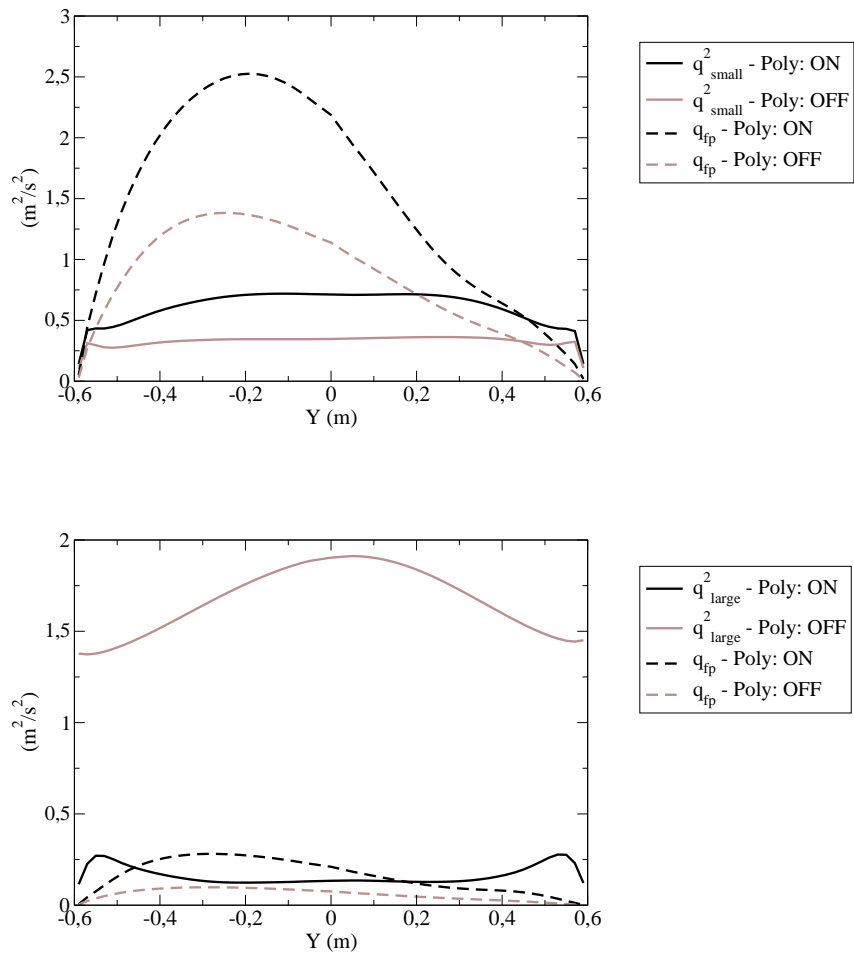 3
2,5
2
1,5
1
0,5
0
(m²/s²)
-0,6 -0,4 -0,2 0 0,2 0,4 0,6
Y (m)
q²small - Poly: ON
q²small - Poly: OFF
qfp - Poly: ON
qfp - Poly: OFF
2
1,5
1
0,5
0
(m²/s²)
-0,6 -0,4 -0,2 0 0,2 0,4 0,6
Y (m)
q²large - Poly: ON
q²large - Poly: OFF
qfp - Poly: ON
qfp - Poly: OFF